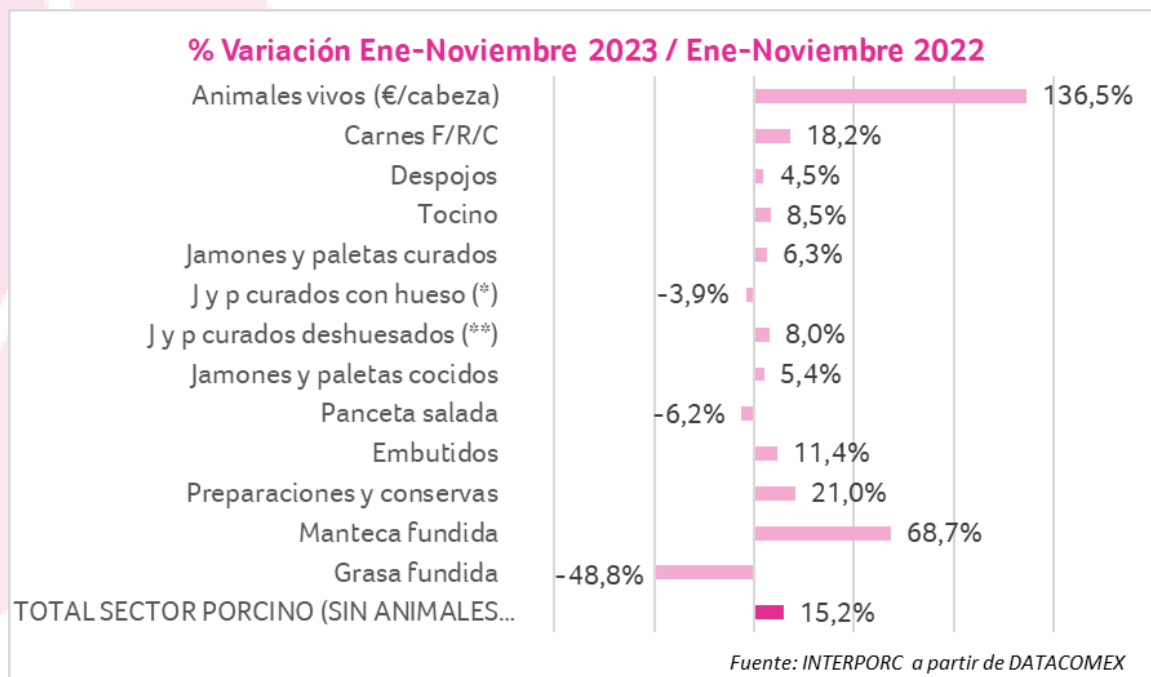 % Variación Ene-Noviembre 2023 / Ene-Noviembre 2022
Animales vivos (€/cabeza) 136,5%
Carnes F/R/C 18,2%
Despojos 4,5%
Tocino 8,5%
Jamones y paletas curados 6,3%
J y p curados con hueso (*) -3,9%
J y p curados deshuesados (**) 8,0%
Jamones y paletas cocidos 5,4%
Panceta salada -6,2%
Embutidos 11,4%
Preparaciones y conservas 21,0%
Manteca fundida 68,7%
Grasa fundida -48,8%
TOTAL SECTOR PORCINO (SIN ANIMALES... 15,2%
Fuente: INTERPORC a partir de DATACOMEX